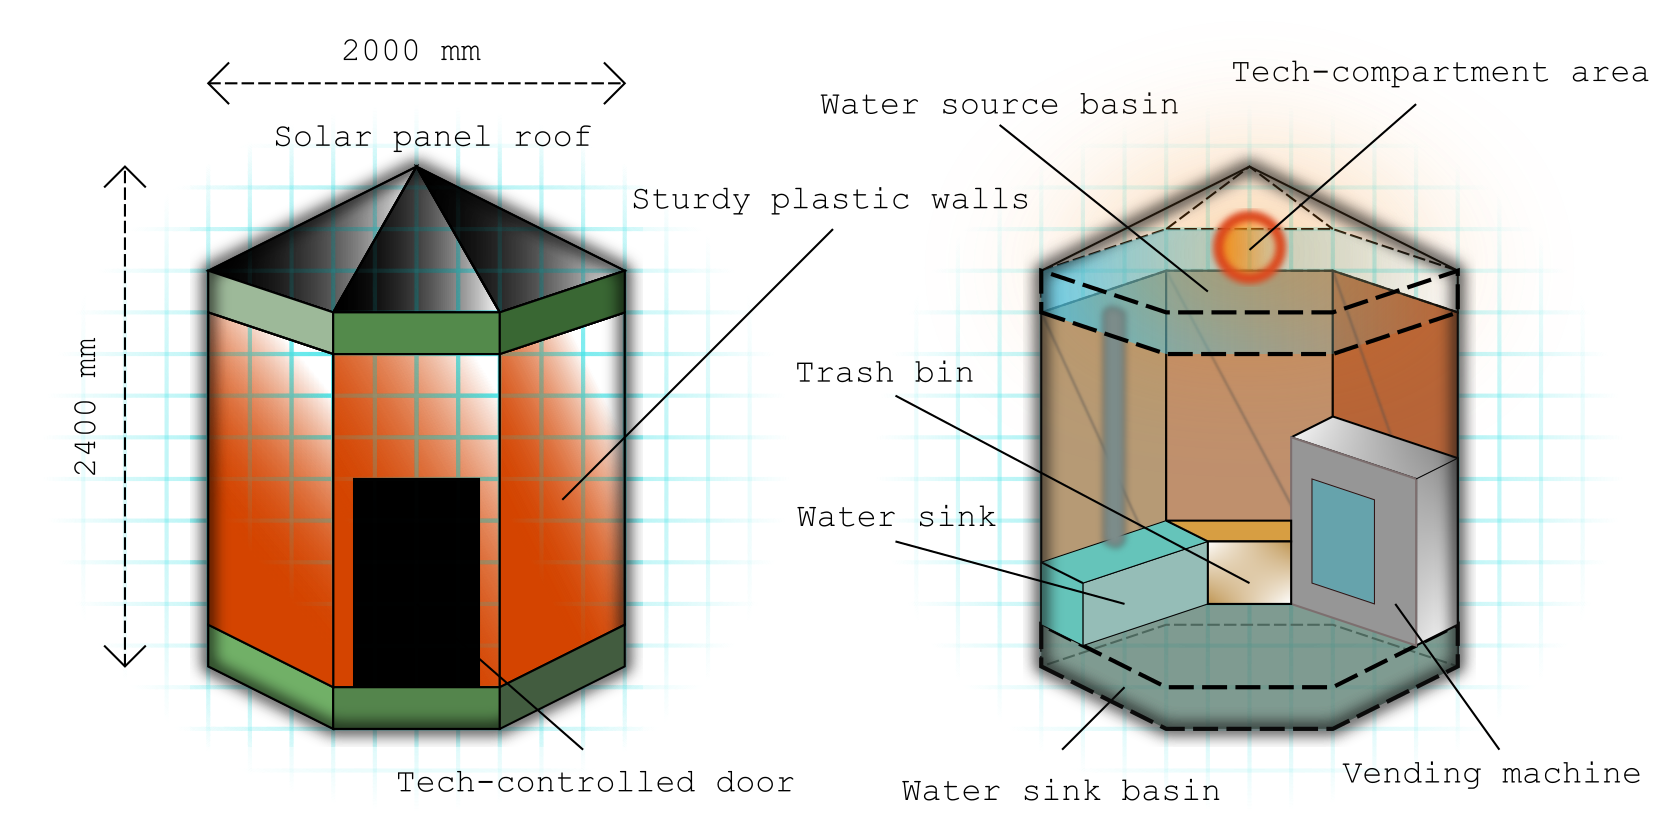 2000 mm
Solar panel roof
Sturdy plastic walls
2400 mm
Tech-controlled door
Tech-compartment area
Water source basin
Trash bin
Water sink
Water sink basin
Vending machine